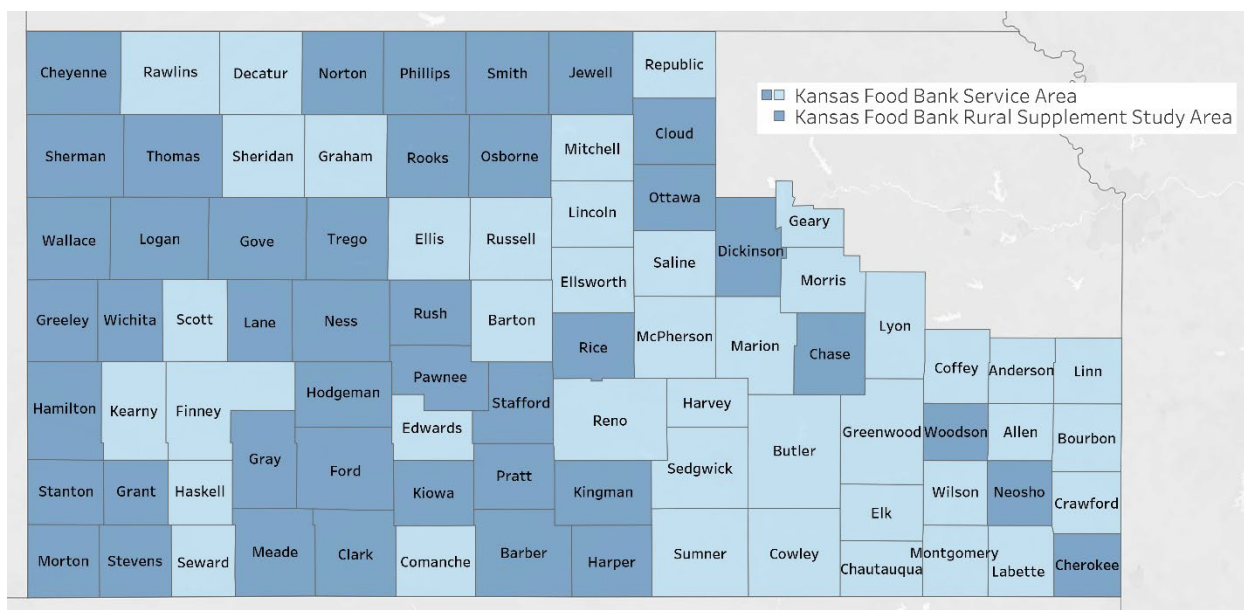 Cheyenne
Rawlins
Decatur
Norton
Phillips
Smith
Jewell
Republic
Kansas Food Bank Service Area
Kansas Food Bank Rural Supplement Study Area
Cloud
Sherman
Thomas
Sheridan
Graham
Rooks
Osborne
Mitchell
Ottawa
Lincoln
Geary
Wallace
Logan
Gove
Trego
Ellis
Russell
Dickinson
Saline
Ellsworth
Morris
Greeley
Wichita
Scott
Lane
Ness
Rush
Barton
Rice
McPherson
Marion
Chase
Lyon
Coffey
Anderson
Linn
Hamilton
Kearny
Finney
Hodgeman
Pawnee
Stafford
Reno
Harvey
Edwards
Greenwood
Woodson
Allen
Bourbon
Gray
Ford
Sedgwick
Butler
Stanton
Grant
Haskell
Kiowa
Pratt
Kingman
Wilson
Neosho
Crawford
Elk
Morton
Stevens
Seward
Meade
Clark
Comanche
Barber
Harper
Sumner
Cowley
Chautauqua
Montgomery
Labette
Cherokee